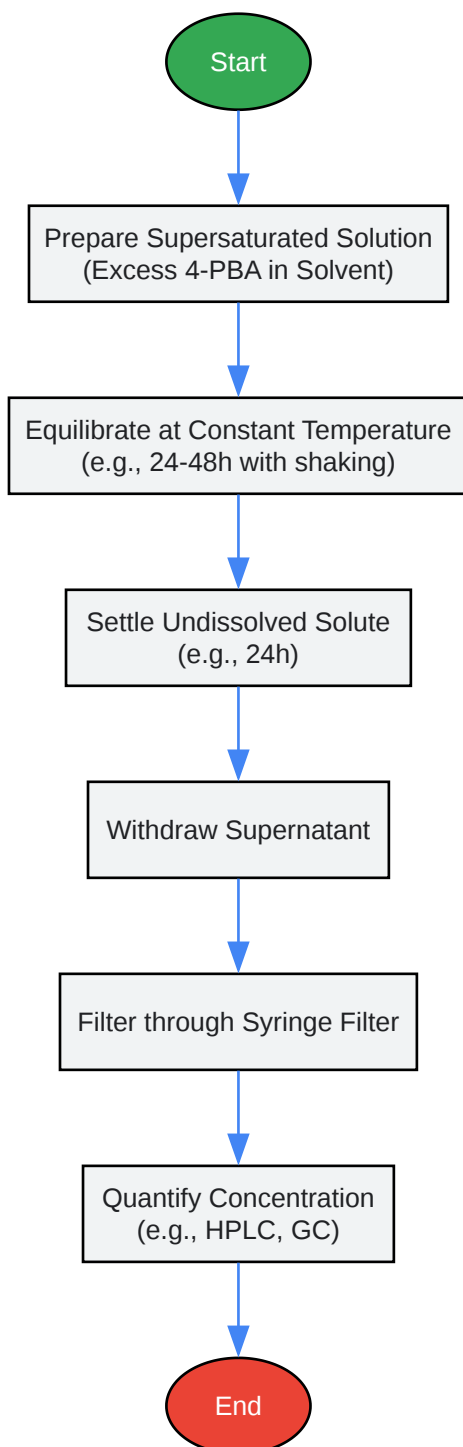 Start
Prepare Supersaturated Solution
(Excess 4-PBA in Solvent)
Equilibrate at Constant Temperature
(e.g., 24-48h with shaking)
Settle Undissolved Solute
(e.g., 24h)
Withdraw Supernatant
Filter through Syringe Filter
Quantify Concentration
(e.g., HPLC, GC)
End